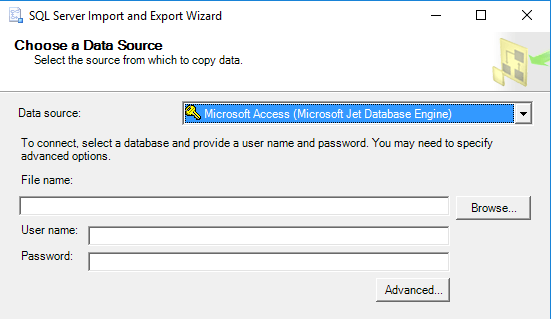 SQL Server Import and Export Wizard
Choose a Data Source
Select the source from which to copy data.
Data source:
Microsoft Access (Microsoft Jet Database Engine)
To connect, select a database and provide a user name and password. You may need to specify
advanced options.
File name:
Browse...
User name:
Password:
Advanced...